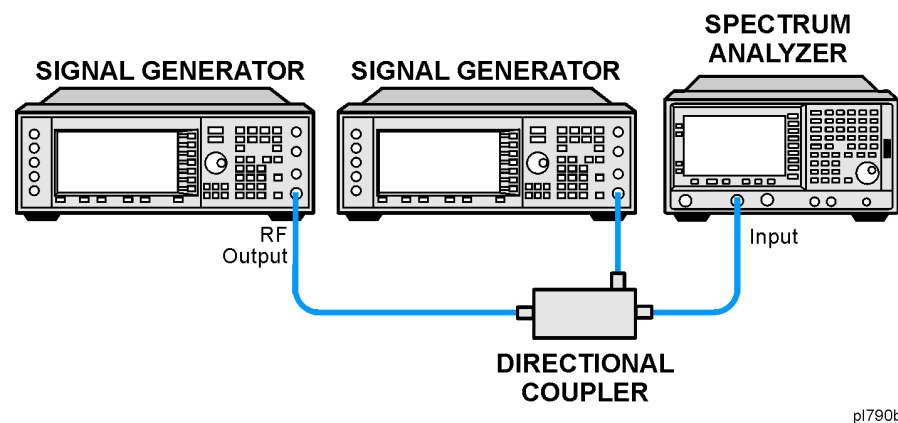 SPECTRUM
ANALYZER
SIGNAL GENERATOR
SIGNAL GENERATOR
RF
Output
Input
DIRECTIONAL
COUPLER
pl790b